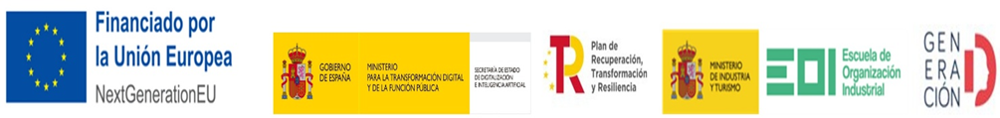 Financiado por
la Unión Europea
NextGenerationEU
GOBIERNO
DE ESPAÑA
MINISTERIO
PARA LA TRANSFORMACIÓN DIGITAL
Y DE LA FUNCIÓN PÚBLICA
SECRETARÍA DE ESTADO
DE DIGITALIZACIÓN
E INTELIGENCIA ARTIFICIAL
TR
Plan de
Recuperación,
Transformación
y Resiliencia
MINISTERIO
DE INDUSTRIA
Y TURISMO
EOI
Escuela de
Organización
Industrial
GEN
ERA
CIÓN
D